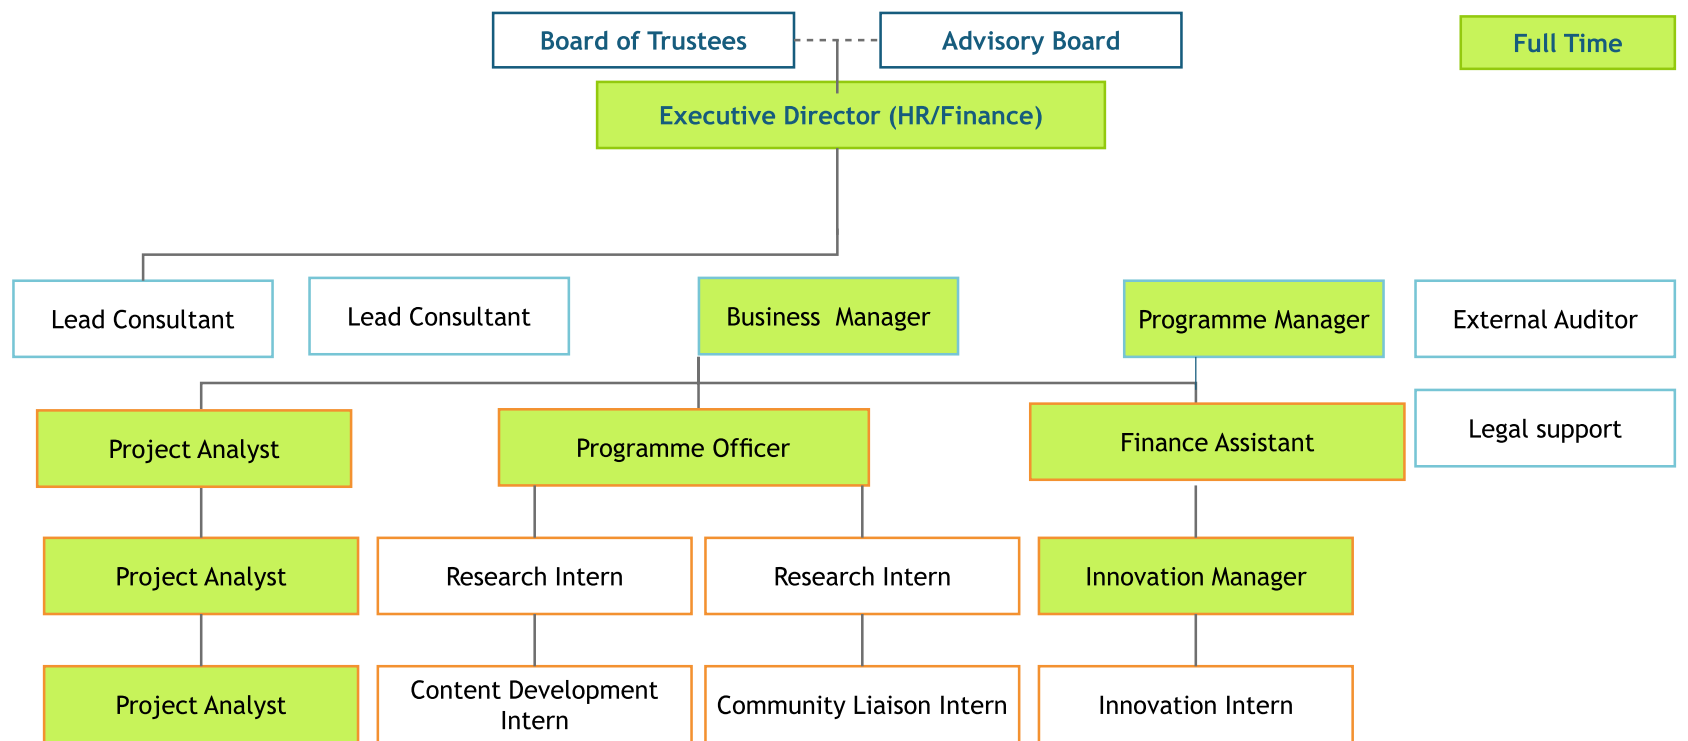 Board of Trustees
Advisory Board
Full Time
Executive Director (HR/Finance)
Lead Consultant
Lead Consultant
Business  Manager
Programme Manager
External Auditor
Project Analyst
Programme Officer
Finance Assistant
Legal support
Project Analyst
Research Intern
Research Intern
Innovation Manager
Project Analyst
Content Development
Intern
Community Liaison Intern
Innovation Intern